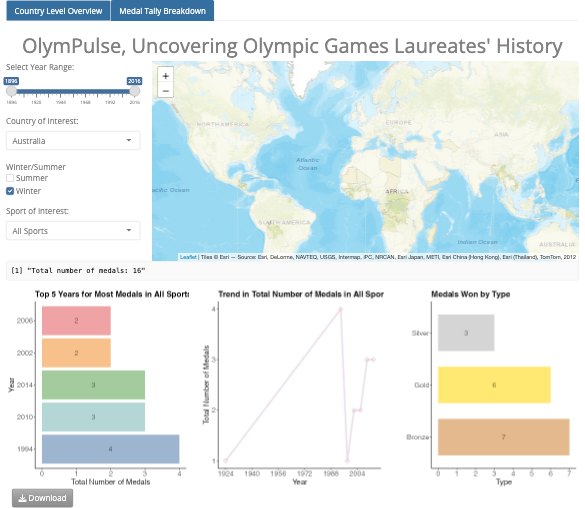 Country Level Overview
Medal Tally Breakdown
OlymPulse, Uncovering Olympic Games Laureates' History
Select Year Range:
1896
2016
1896 1920 1944 1968 1992 2016
Country of Interest:
Australia
Winter/Summer
Summer
Winter
Sport of Interest:
All Sports
+
−
NORTH AMERICA
EUROPE
ASIA
Atlantic
Ocean
acific Ocean
AFRICA
SOUTH AMERICA
Indian Ocean
AUSTRALIA
Leaflet | Tiles © Esri — Source: Esri, DeLorme, NAVTEQ, USGS, Intermap, iPC, NRCAN, Esri Japan, METI, Esri China (Hong Kong), Esri (Thailand), TomTom, 2012
[1] "Total number of medals: 16"
Top 5 Years for Most Medals in All Sports
2006
2002
2014
2010
1994
2
2
3
3
4
Year
0 1 2 3 4
Total Number of Medals
Trend in Total Number of Medals in All Spor
4
3
2
1
Total Number of Medals
1924 1940 1956 1972 1988 2004
Year
Medals Won by Type
Silver
3
Gold
6
Bronze
7
0 1 2 3 4 5 6 7
Type
Download